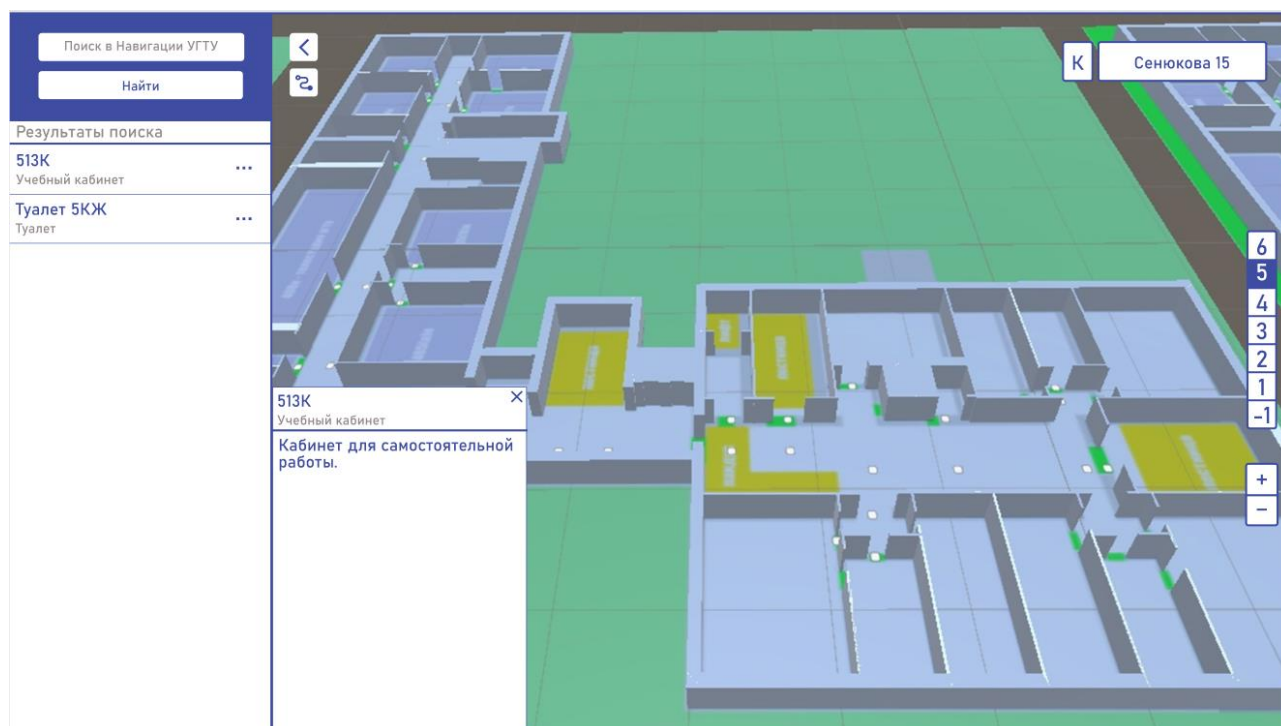 Поиск в Навигации УГТУ
Найти
Результаты поиска
513К
Учебный кабинет
...
Туалет 5КЖ
Туалет
...
К
Сенюкова 15
6
5
4
3
2
1
-1
+
−
513К
Учебный кабинет
Кабинет для самостоятельной
работы.